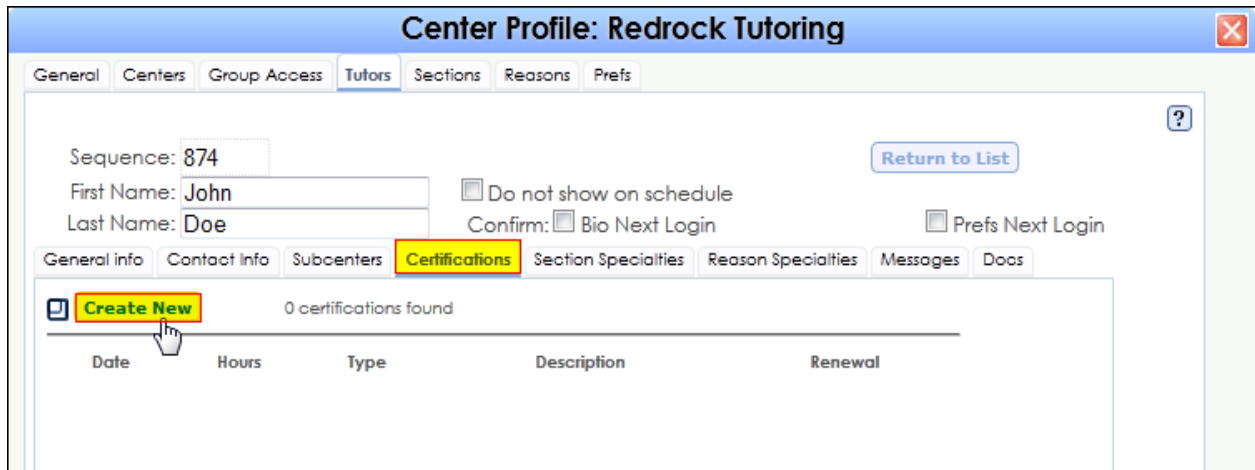 Center Profile: Redrock Tutoring
General Centers Group Access Tutors Sections Reasons Prefs
?
Sequence: 874 Return to List
First Name: John Do not show on schedule
Last Name: Doe Confirm: Bio Next Login Prefs Next Login
General info Contact Info Subcenters Certifications Section Specialties Reason Specialties Messages Docs
Create New 0 certifications found
Date Hours Type Description Renewal